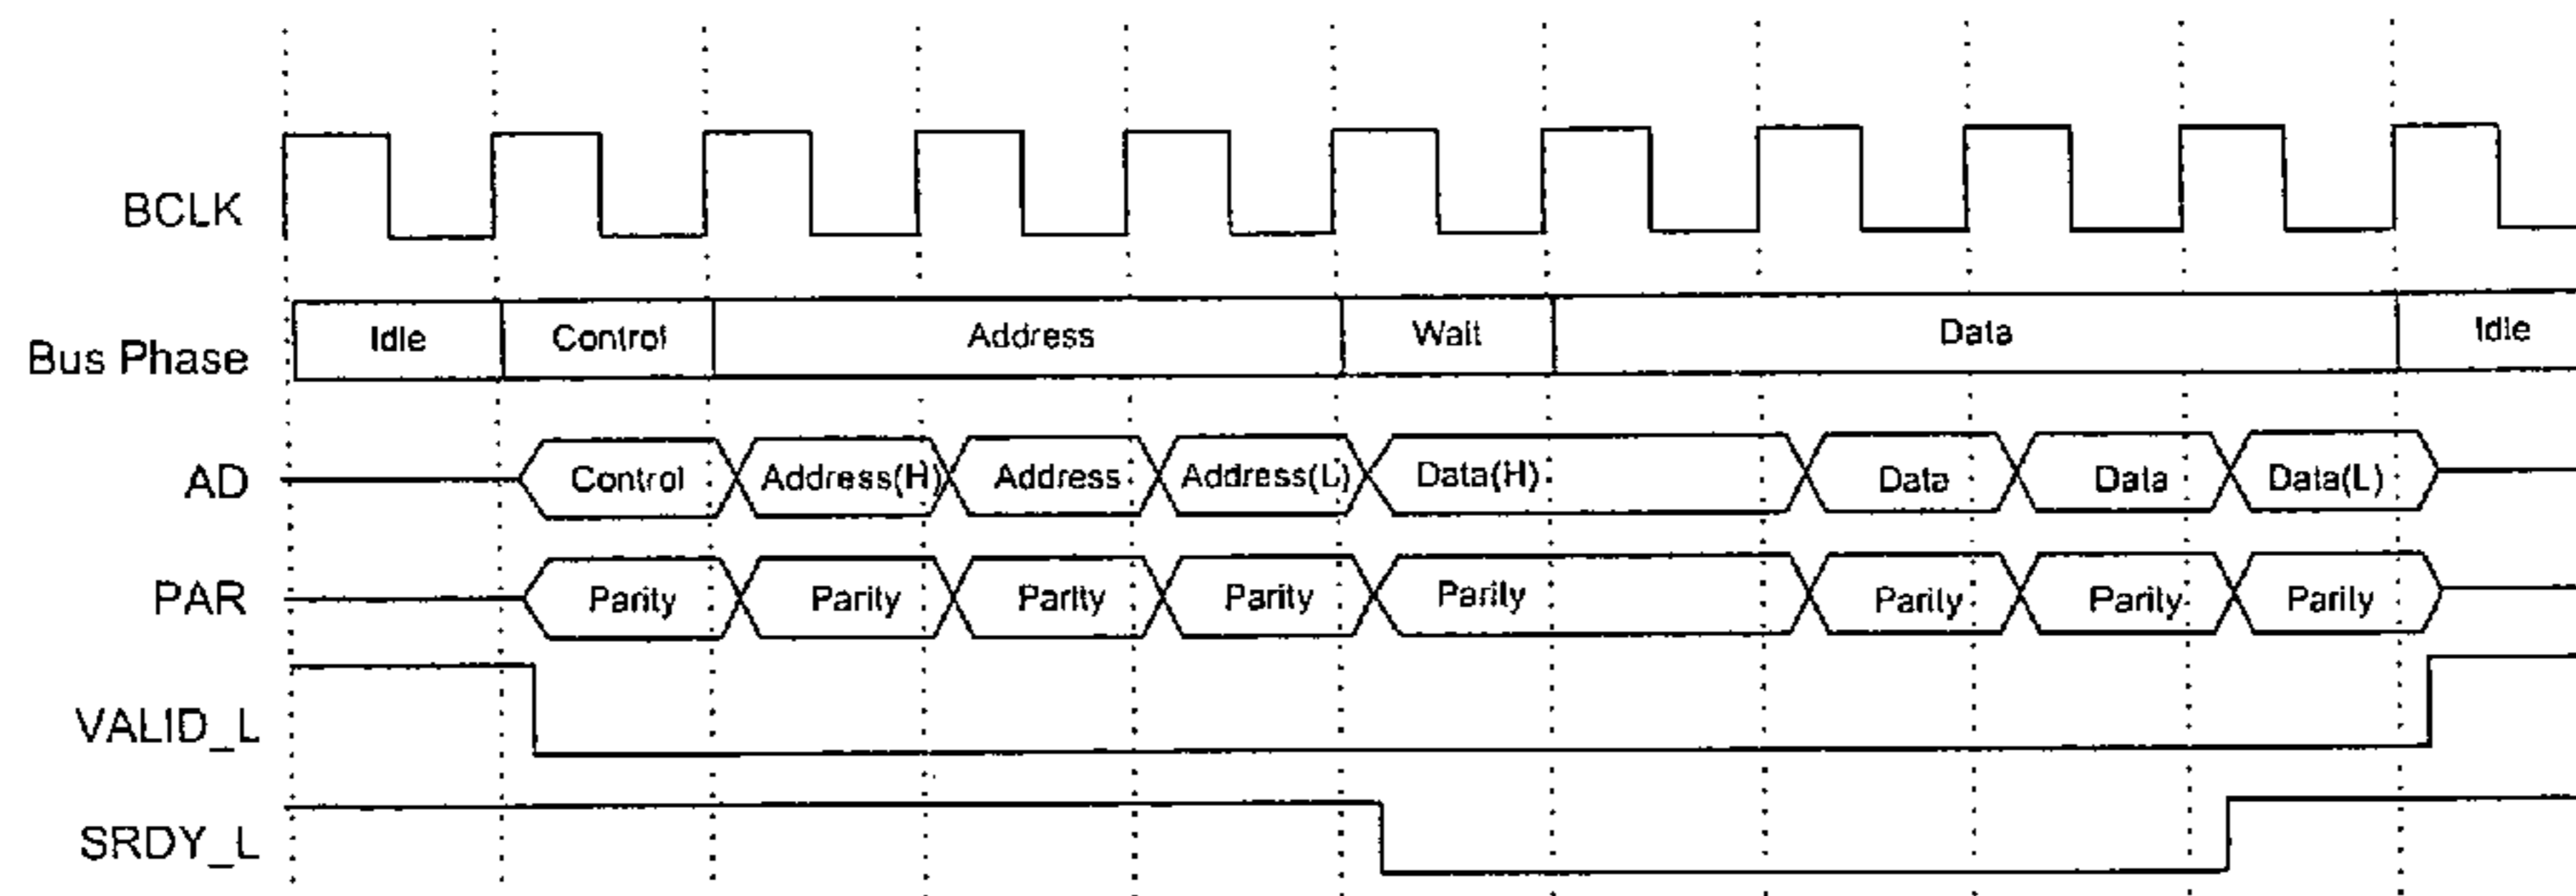 BCLK
Bus Phase Idle Control Address Wait Data Idle
AD Control Address(H) Address Address(L) Data(H) Data Data Data(L)
PAR Parity Parity Parity Parity Parity Parity Parity Parity
VALID_L
SRDY_L